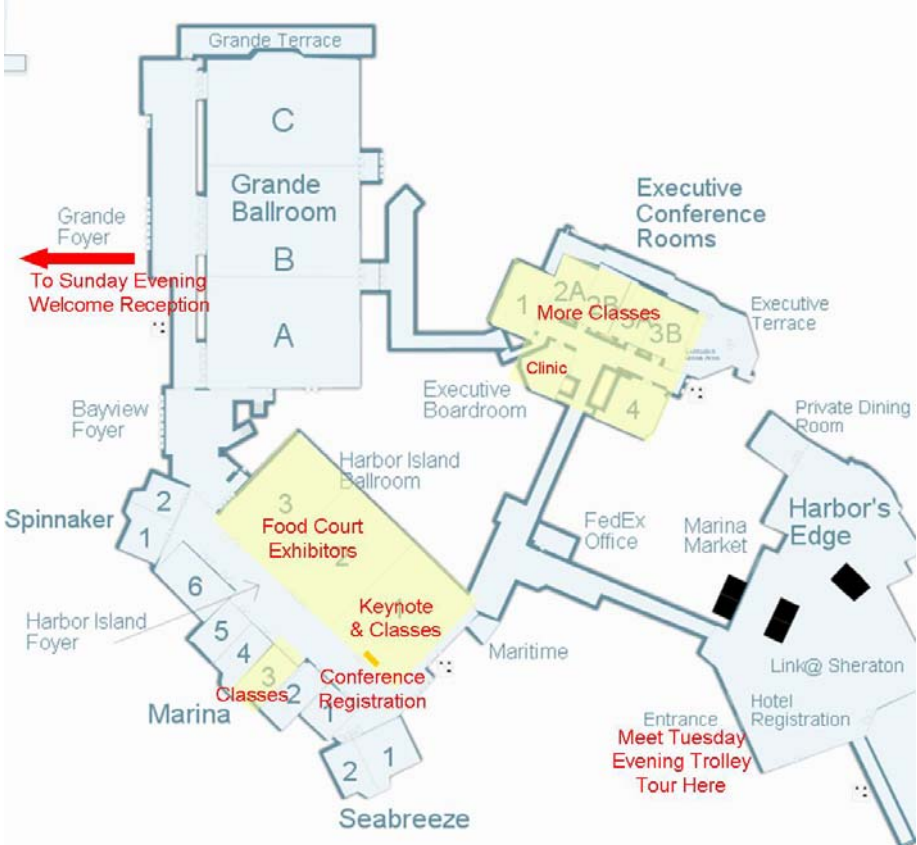 Grande Terrace
C
Grande
Ballroom
B
A
Grande
Foyer
To Sunday Evening
Welcome Reception
Executive
Conference
Rooms
1
2A
2B
3A
3B
More Classes
Clinic
4
Executive
Terrace
Executive
Boardroom
Bayview
Foyer
Private Dining
Room
Harbor Island
Ballroom
3
Food Court
Exhibitors
2
Keynote
& Classes
1
Spinnaker
2
1
FedEx
Office
Marina
Market
Harbor's
Edge
6
5
4
3
Classes
2
1
Harbor Island
Foyer
Marina
Conference
Registration
Maritime
Link@ Sheraton
Hotel
Registration
Entrance
Meet Tuesday
Evening Trolley
Tour Here
1
2
Seabreeze